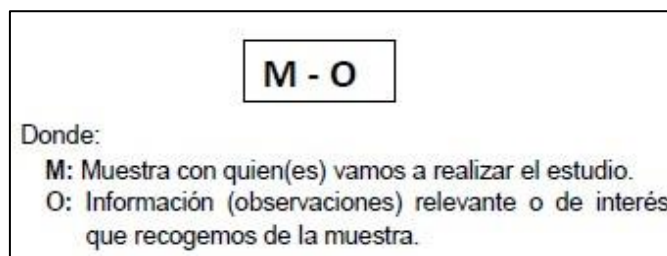 M - O
Donde:
M: Muestra con quien(es) vamos a realizar el estudio.
O: Información (observaciones) relevante o de interés
que recogemos de la muestra.